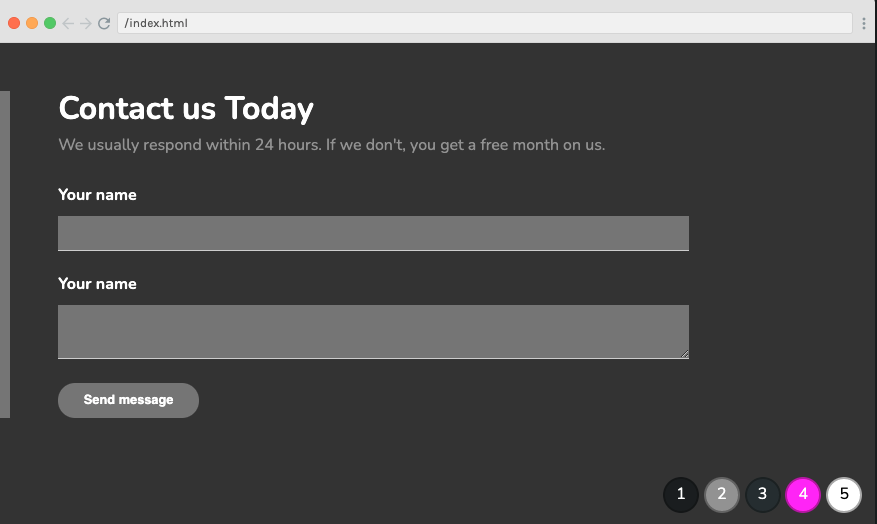 /index.html
Contact us Today
We usually respond within 24 hours. If we don't, you get a free month on us.
Your name
Your name
Send message
1 2 3 4 5